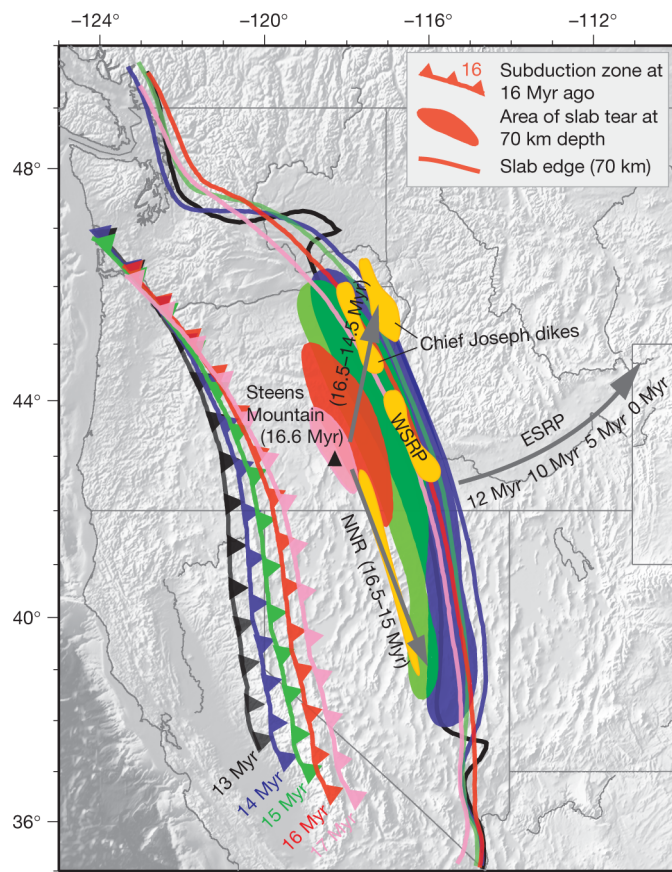 −124° −120° −116° −112°
48°
44°
40°
36°
16
Subduction zone at
16 Myr ago
Area of slab tear at
70 km depth
Slab edge (70 km)
Chief Joseph dikes
(16.5–14.5 Myr)
Steens
Mountain
(16.6 Myr)
WSRP
ESRP
12 Myr 10 Myr 5 Myr 0 Myr
NNR (16.5–15 Myr)
13 Myr
14 Myr
15 Myr
16 Myr
17 Myr